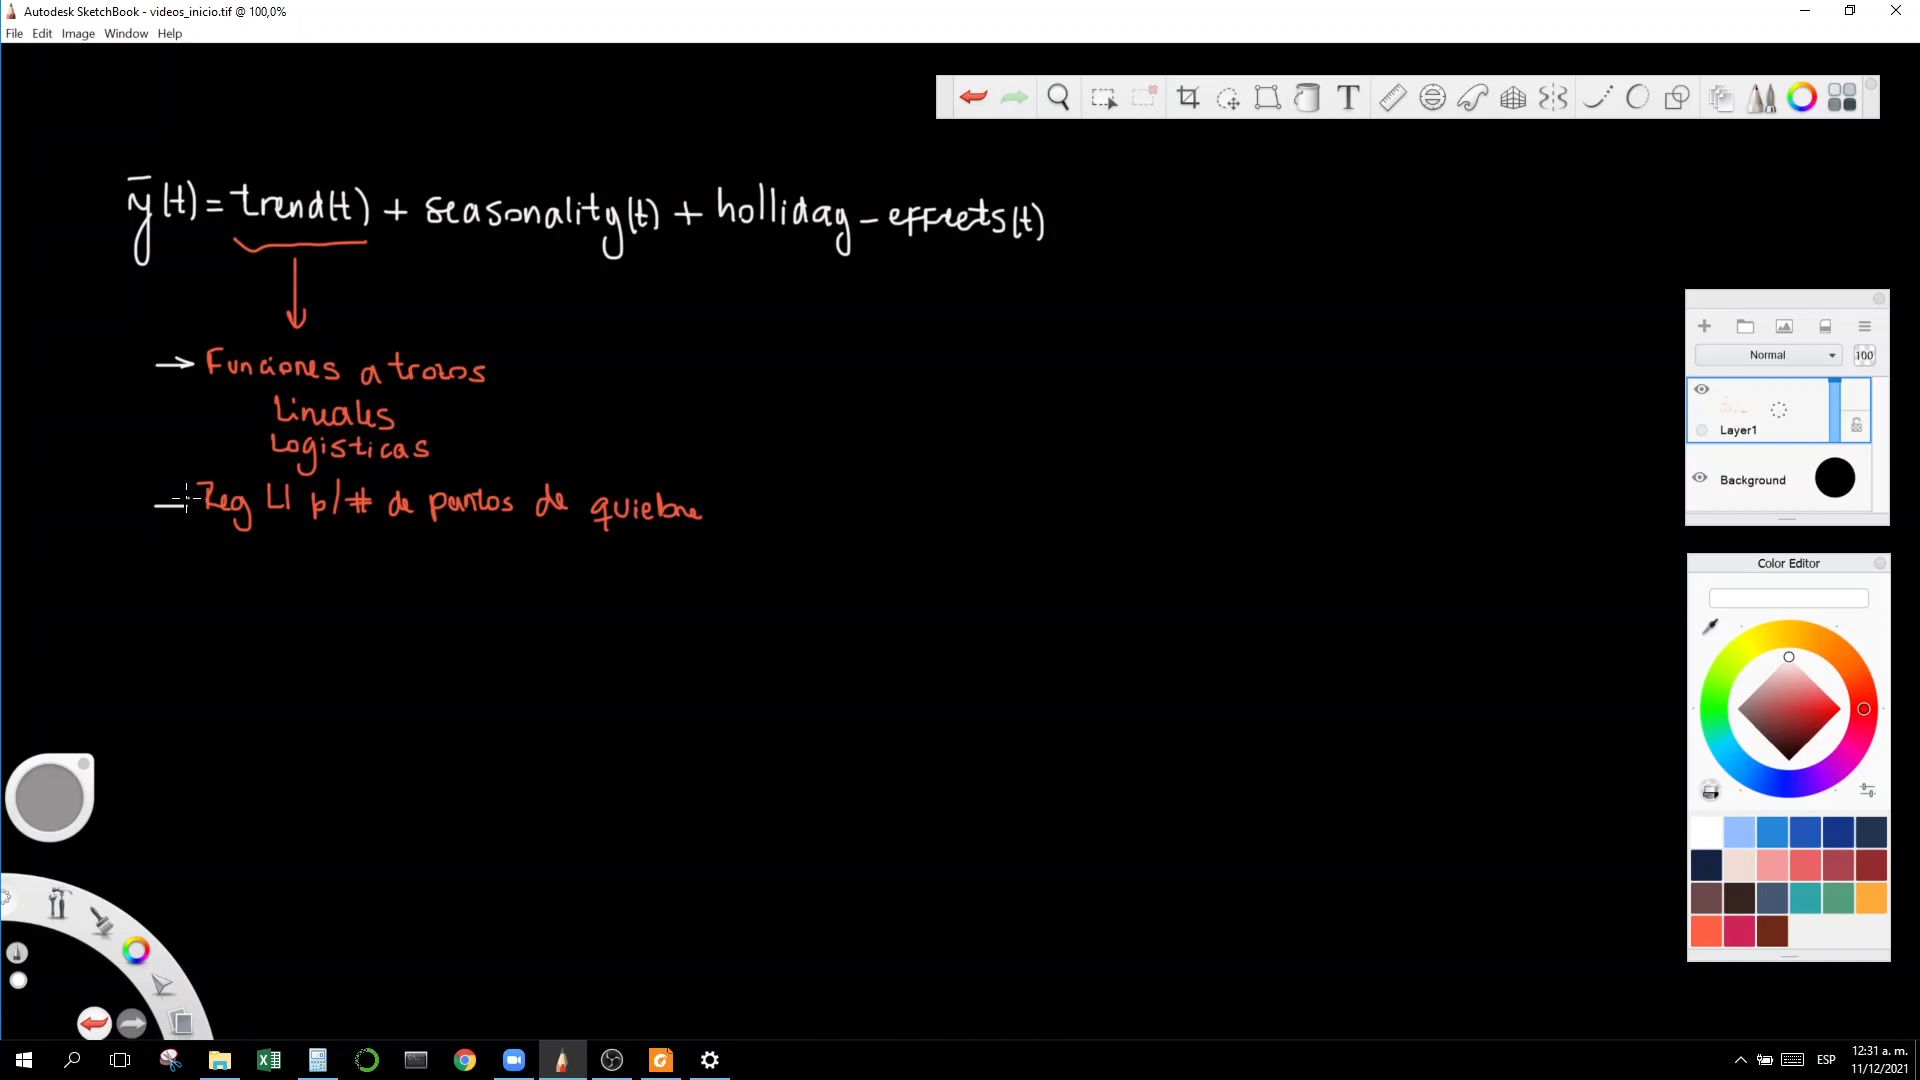 Autodesk SketchBook - videos_inicio.tif @ 100,0%
File Edit Image Window Help
ȳ(t) = trend(t) + seasonality(t) + holliday - effects(t)
Funciones a trozos
Lineales
Logisticas
Reg L1 p/ # de puntos de quiebre
Normal
100
Layer1
Background
Color Editor
ESP
12:31 a. m.
11/12/2021